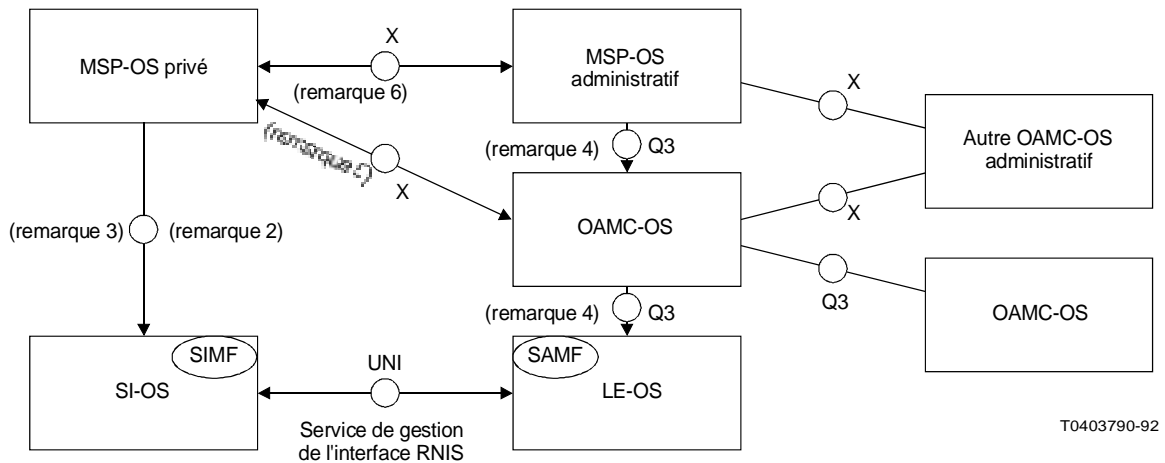 X
MSP-OS privé
MSP-OS
administratif
(remarque 6)
X
(remarque 4)
Q3
Autre OAMC-OS
administratif
X
X
(remarque 3)
(remarque 2)
OAMC-OS
Q3
OAMC-OS
(remarque 4)
Q3
SIMF
SAMF
UNI
SI-OS
LE-OS
Service de gestion
de l'interface RNIS
T0403790-92